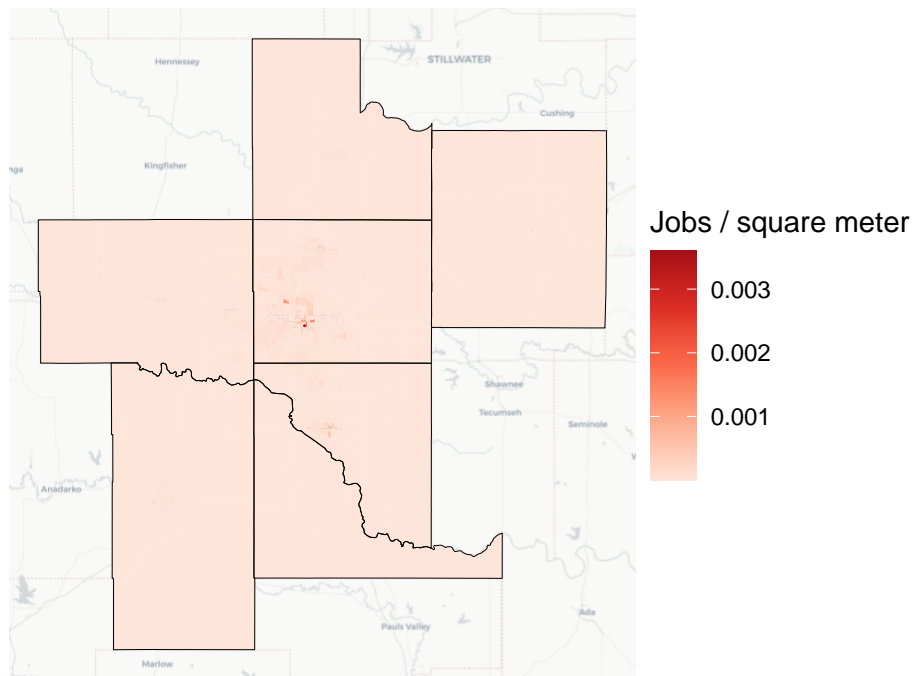 Hennessey
STILLWATER
Cushing
Kingfisher
nga
Shawnee
Tecumseh
Seminole
W
Anadarko
Ada
Pauls Valley
Marlow
Jobs / square meter
0.003
0.002
0.001